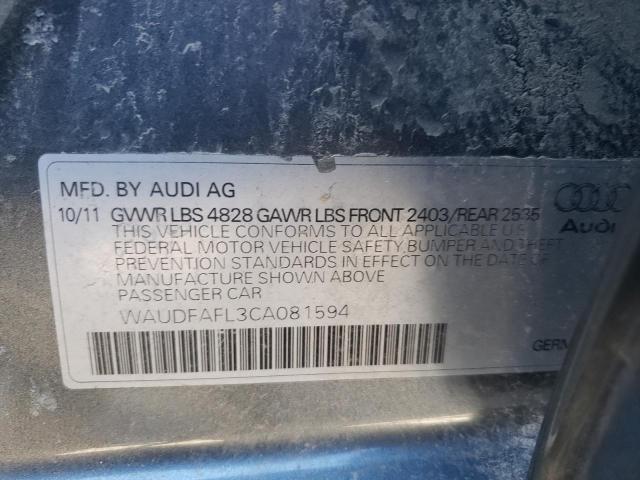 MFD. BY AUDI AG
10/11 GVWR LBS 4828 GAWR LBS FRONT 2403/REAR 2535
THIS VEHICLE CONFORMS TO ALL APPLICABLE U.S.
FEDERAL MOTOR VEHICLE SAFETY, BUMPER AND THEFT
PREVENTION STANDARDS IN EFFECT ON THE DATE OF
MANUFACTURE SHOWN ABOVE
PASSENGER CAR
WAUDFAFL3CA081594
Audi
GERM